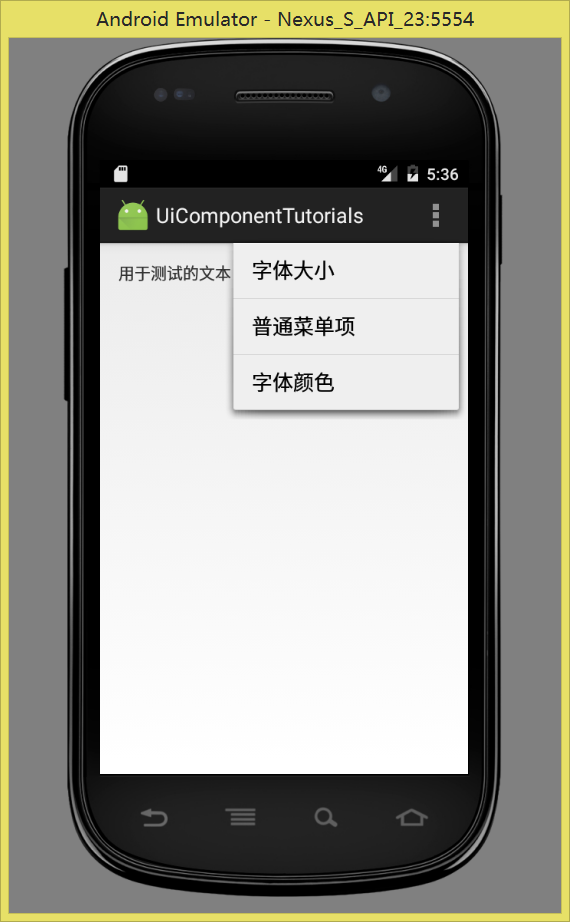 Android Emulator - Nexus_S_API_23:5554
4G 5:36
UiComponentTutorials
用于测试的文本
字体大小
普通菜单项
字体颜色